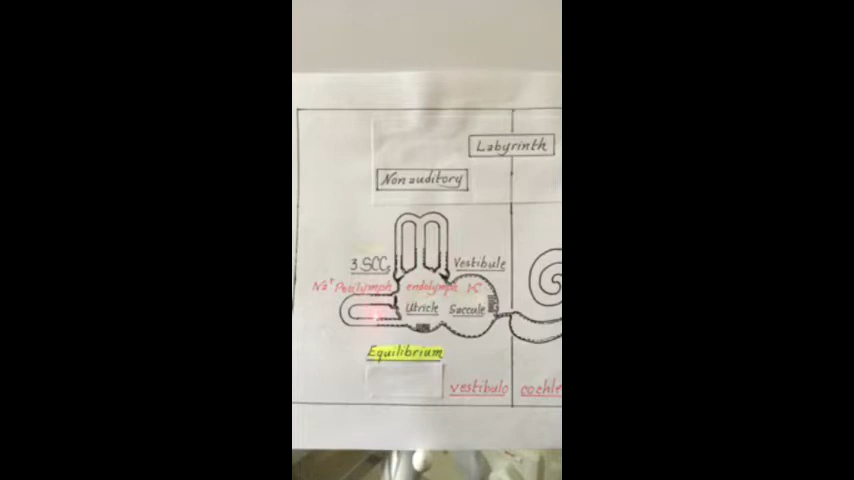 Labyrinth
Non auditory
3 SCCs
Vestibule
Na+ Perilymph endolymph K+
Utricle Saccule
Equilibrium
vestibulo cochle